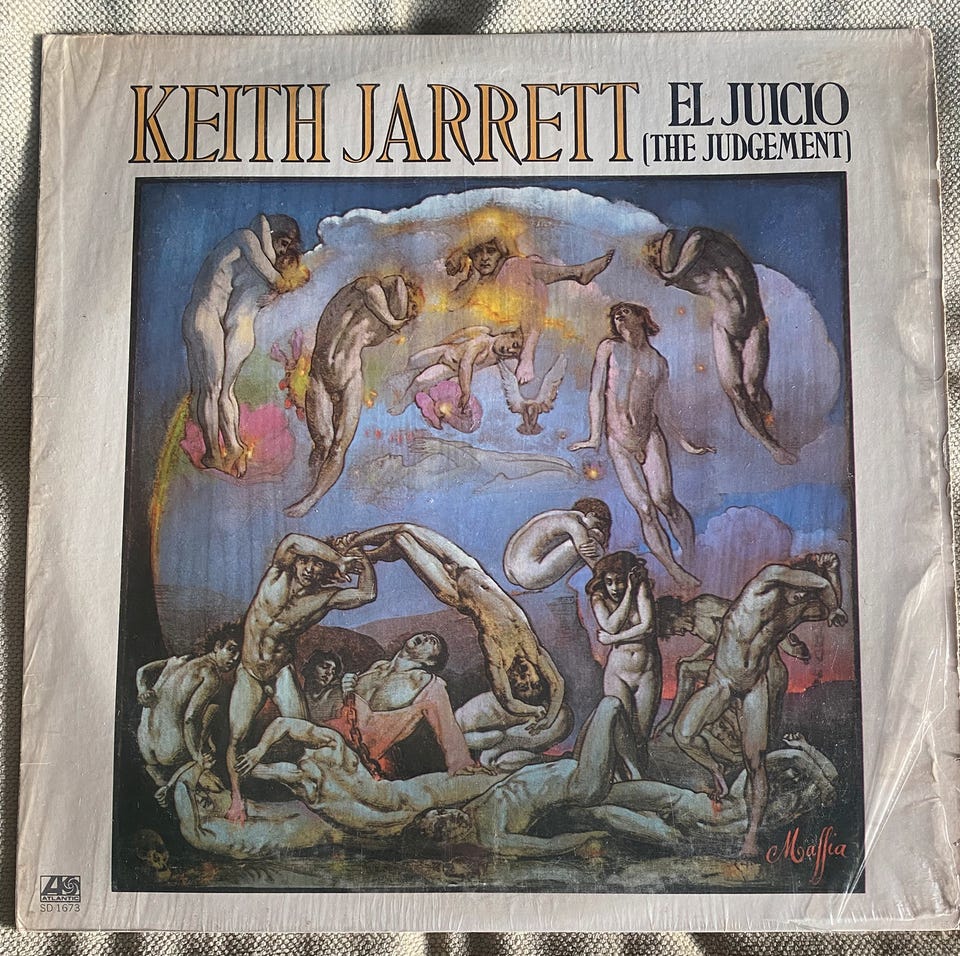 KEITH JARRETT EL JUICIO
(THE JUDGEMENT)
Maffia
ATLANTIC
SD 1673